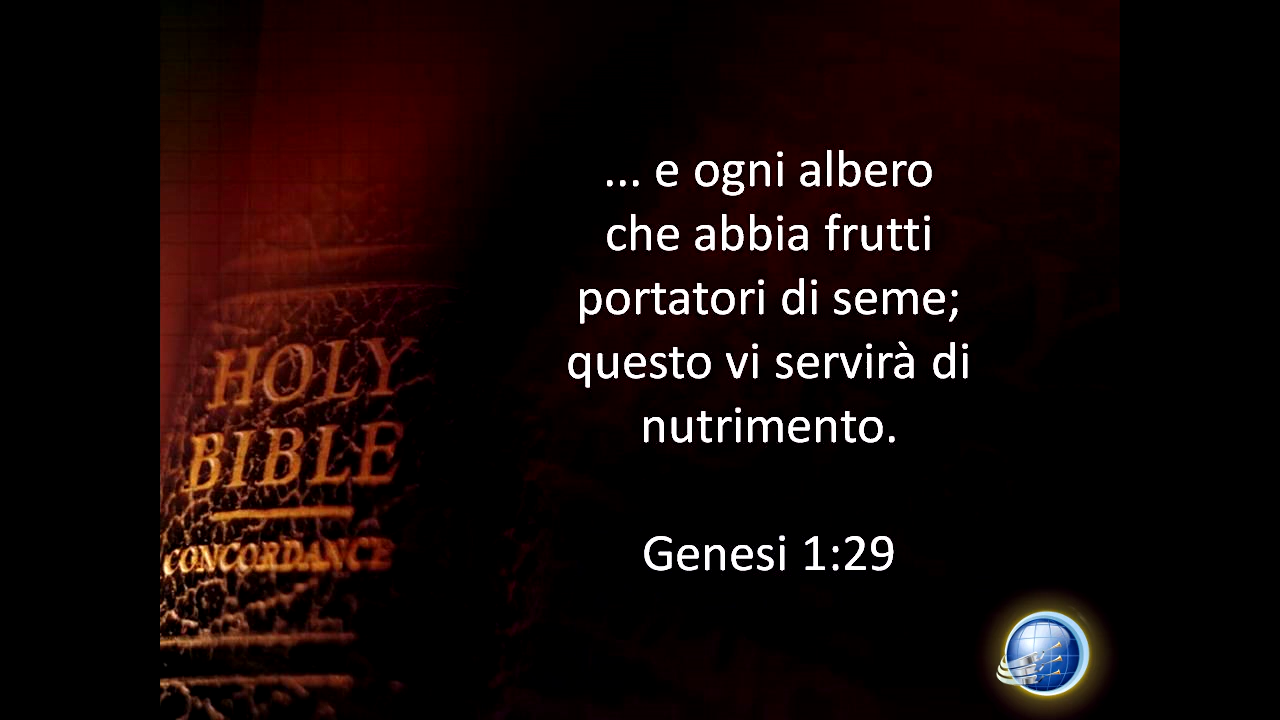 HOLY
BIBLE
CONCORDANCE
... e ogni albero
che abbia frutti
portatori di seme;
questo vi servirà di
nutrimento.
Genesi 1:29